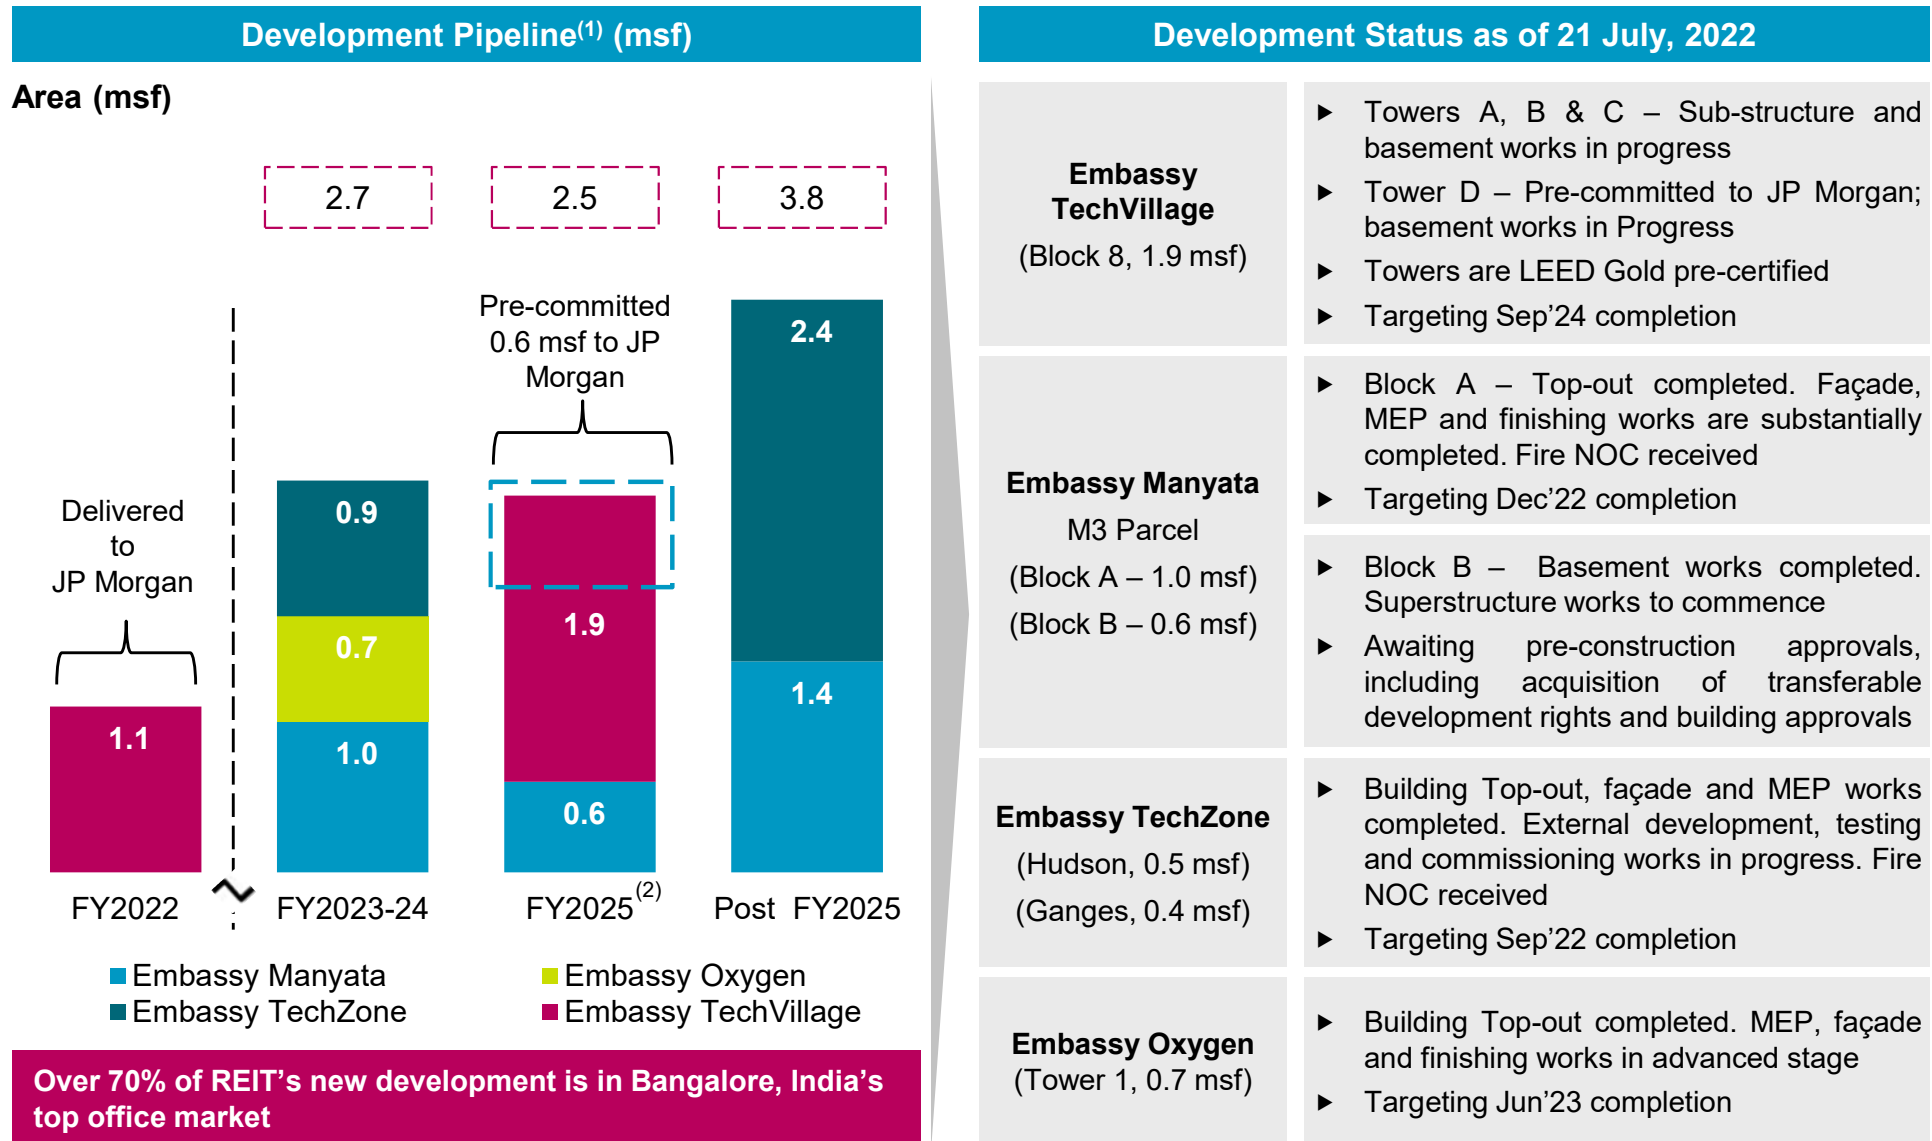 Development Pipeline(1) (msf)
Area (msf)
2.7
2.5
3.8
Pre-committed
0.6 msf to JP
Morgan
Delivered
to
JP Morgan
1.1
0.9
0.7
1.0
1.9
0.6
2.4
1.4
FY2022
FY2023-24
FY2025(2)
Post FY2025
Embassy Manyata
Embassy Oxygen
Embassy TechZone
Embassy TechVillage
Over 70% of REIT's new development is in Bangalore, India's
top office market
Development Status as of 21 July, 2022
Embassy
TechVillage
(Block 8, 1.9 msf)
Towers A, B & C – Sub-structure and
basement works in progress
Tower D – Pre-committed to JP Morgan;
basement works in Progress
Towers are LEED Gold pre-certified
Targeting Sep'24 completion
Embassy Manyata
M3 Parcel
(Block A – 1.0 msf)
(Block B – 0.6 msf)
Block A – Top-out completed. Façade,
MEP and finishing works are substantially
completed. Fire NOC received
Targeting Dec'22 completion
Block B – Basement works completed.
Superstructure works to commence
Awaiting pre-construction approvals,
including acquisition of transferable
development rights and building approvals
Embassy TechZone
(Hudson, 0.5 msf)
(Ganges, 0.4 msf)
Building Top-out, façade and MEP works
completed. External development, testing
and commissioning works in progress. Fire
NOC received
Targeting Sep'22 completion
Embassy Oxygen
(Tower 1, 0.7 msf)
Building Top-out completed. MEP, façade
and finishing works in advanced stage
Targeting Jun'23 completion